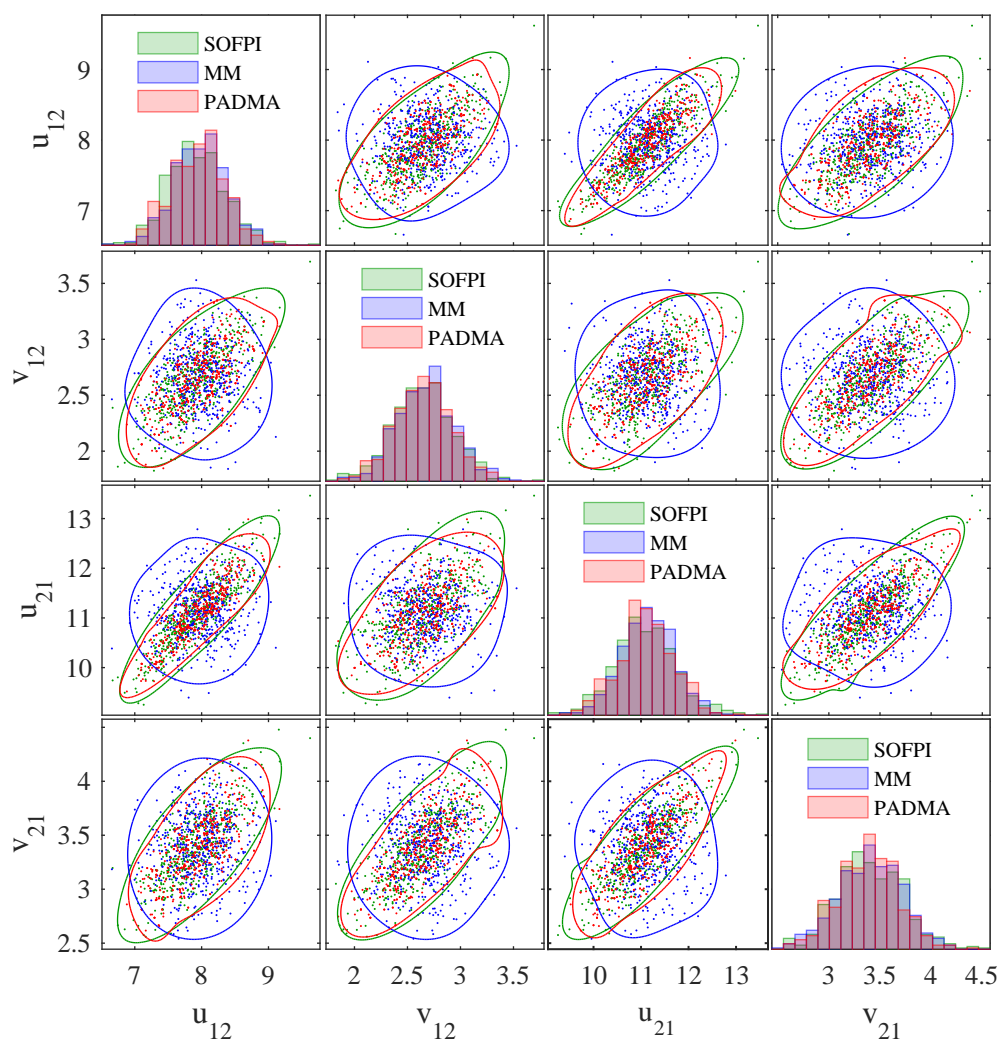 SOFPI
MM
PADMA
9
8
7
u12
SOFPI
MM
PADMA
3.5
3
2.5
2
v12
SOFPI
MM
PADMA
13
12
11
10
u21
SOFPI
MM
PADMA
4
3.5
3
2.5
v21
7 8 9
2 2.5 3 3.5
10 11 12 13
3 3.5 4 4.5
u12 v12 u21 v21